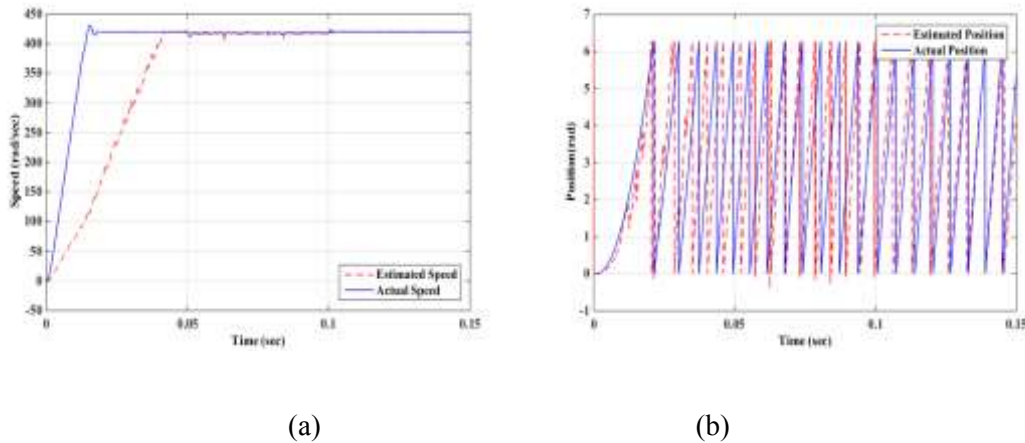 450
400
350
300
250
200
150
100
50
0
-50
Speed (rad/sec)
0
0.05
0.1
0.15
Time (sec)
Estimated Speed
Actual Speed
7
6
5
4
3
2
1
0
-1
Position(rad)
0
0.05
0.1
0.15
Time (sec)
Estimated Position
Actual Position
(a)
(b)